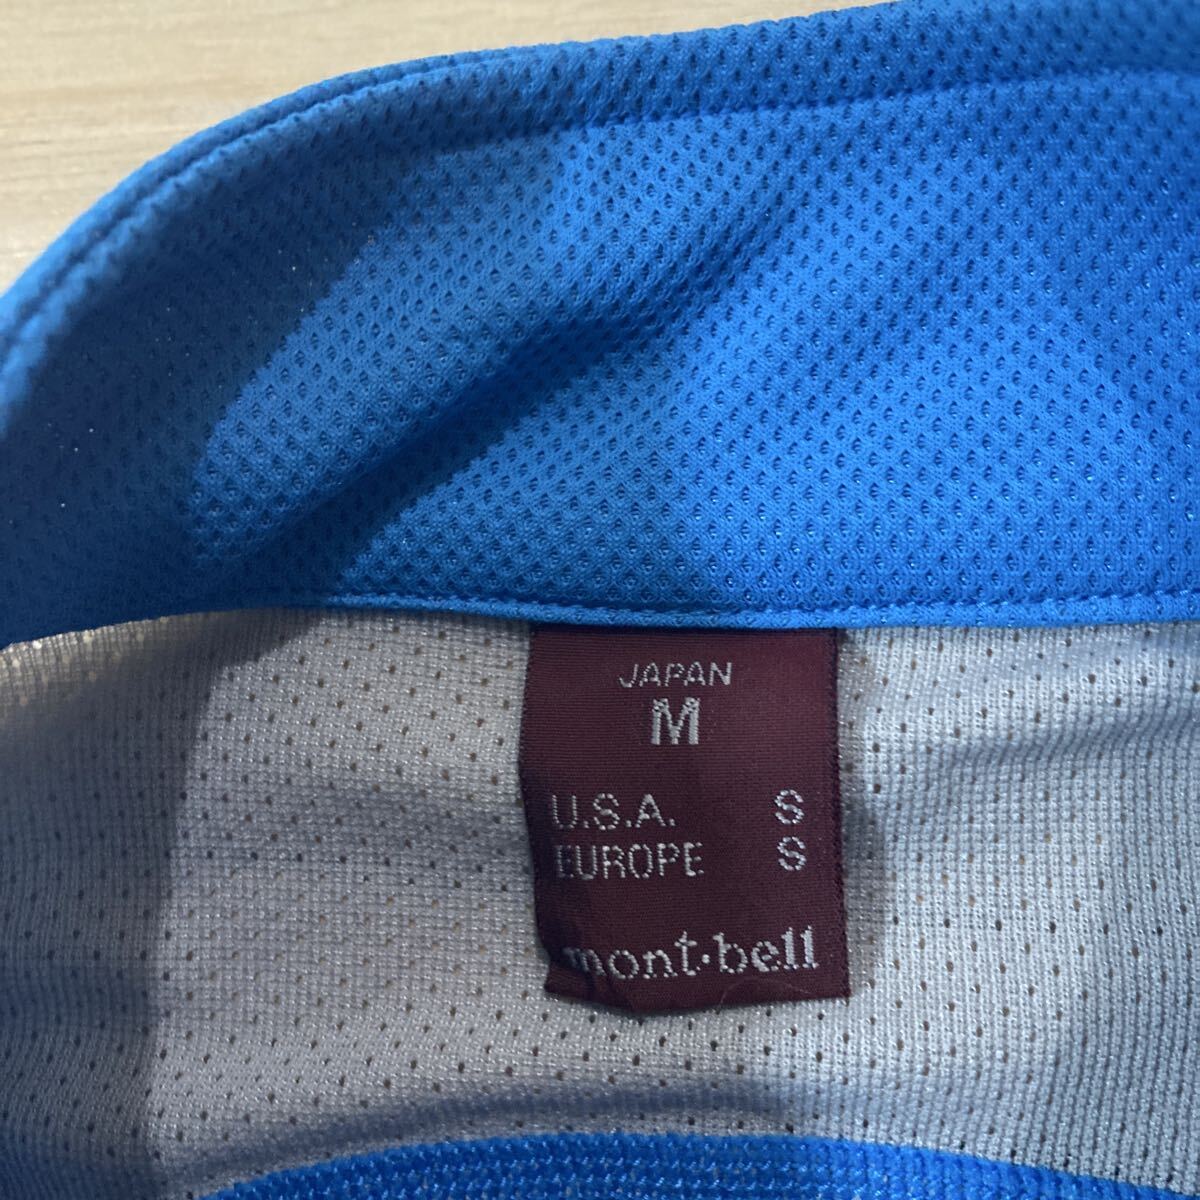 JAPAN
M
U.S.A. S
EUROPE S
mont·bell